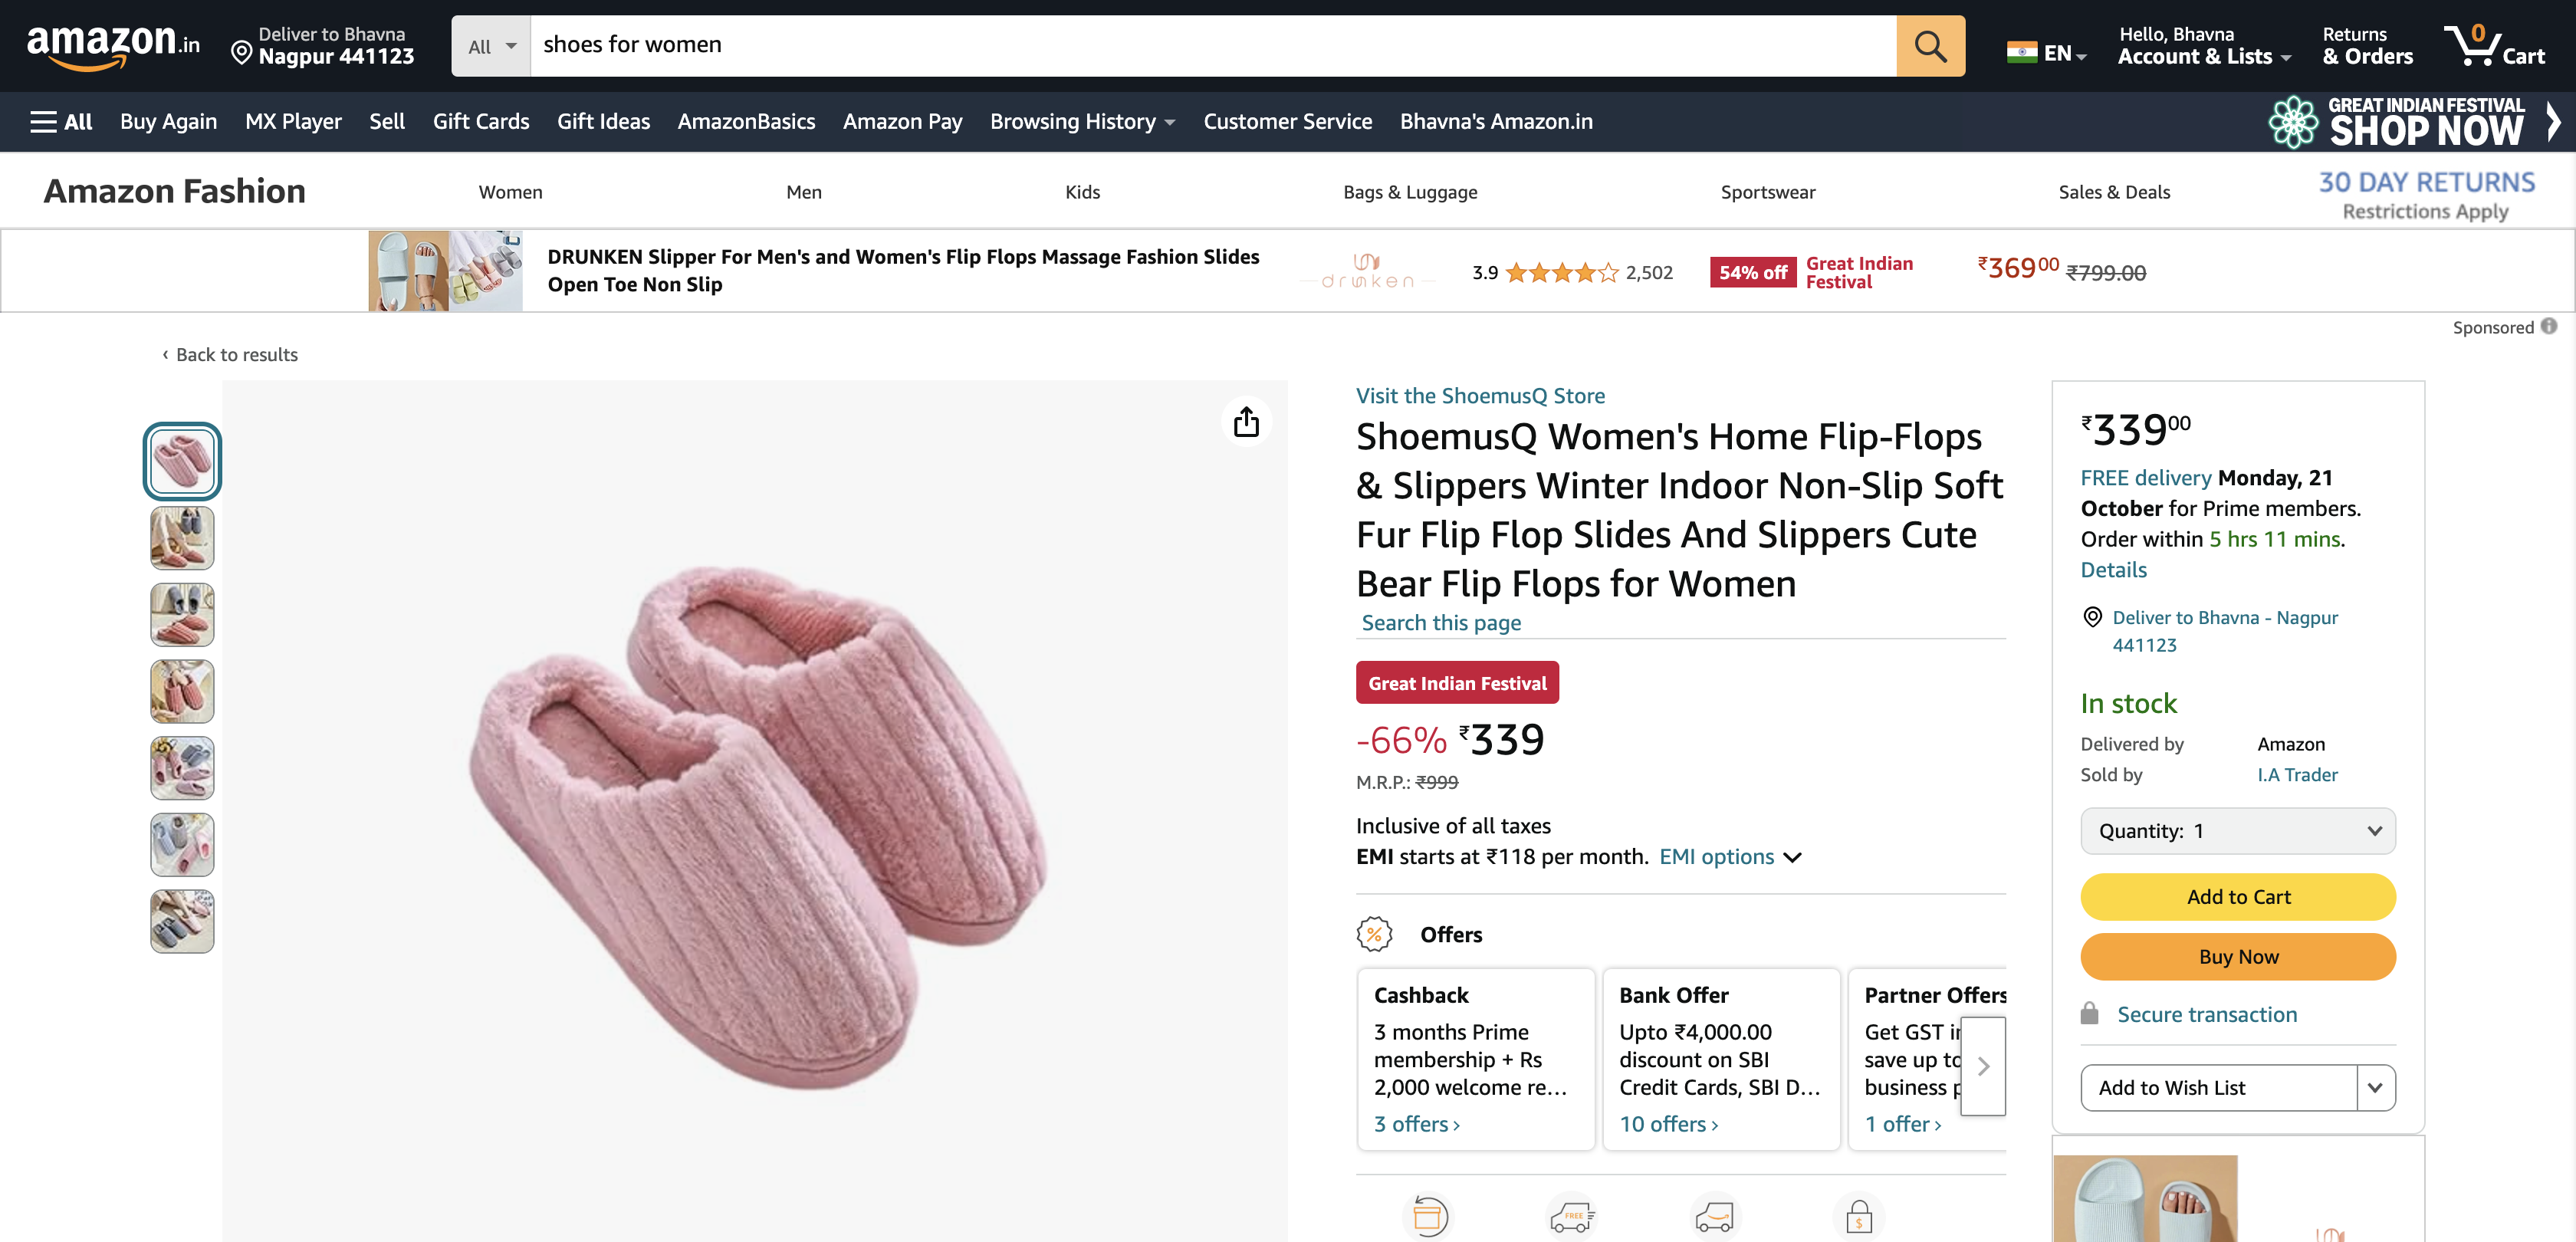 amazon.in
Deliver to Bhavna
Nagpur 441123
All
shoes for women
EN
Hello, Bhavna
Account & Lists
Returns
& Orders
0
Cart
All
Buy Again
MX Player
Sell
Gift Cards
Gift Ideas
AmazonBasics
Amazon Pay
Browsing History
Customer Service
Bhavna's Amazon.in
GREAT INDIAN FESTIVAL
SHOP NOW
Amazon Fashion
Women
Men
Kids
Bags & Luggage
Sportswear
Sales & Deals
30 DAY RETURNS
Restrictions Apply
DRUNKEN Slipper For Men's and Women's Flip Flops Massage Fashion Slides
Open Toe Non Slip
drunken
3.9
2,502
54% off
Great Indian
Festival
₹36900 ₹799.00
Sponsored
‹ Back to results
Visit the ShoemusQ Store
ShoemusQ Women's Home Flip-Flops
& Slippers Winter Indoor Non-Slip Soft
Fur Flip Flop Slides And Slippers Cute
Bear Flip Flops for Women
Search this page
Great Indian Festival
-66% ₹339
M.R.P.: ₹999
Inclusive of all taxes
EMI starts at ₹118 per month. EMI options
Offers
Cashback
3 months Prime
membership + Rs
2,000 welcome re…
3 offers ›
Bank Offer
Upto ₹4,000.00
discount on SBI
Credit Cards, SBI D…
10 offers ›
Partner Offers
Get GST in
save up to
business p
1 offer ›
FREE
₹33900
FREE delivery Monday, 21
October for Prime members.
Order within 5 hrs 11 mins.
Details
Deliver to Bhavna - Nagpur
441123
In stock
Delivered by Amazon
Sold by I.A Trader
Quantity: 1
Add to Cart
Buy Now
Secure transaction
Add to Wish List